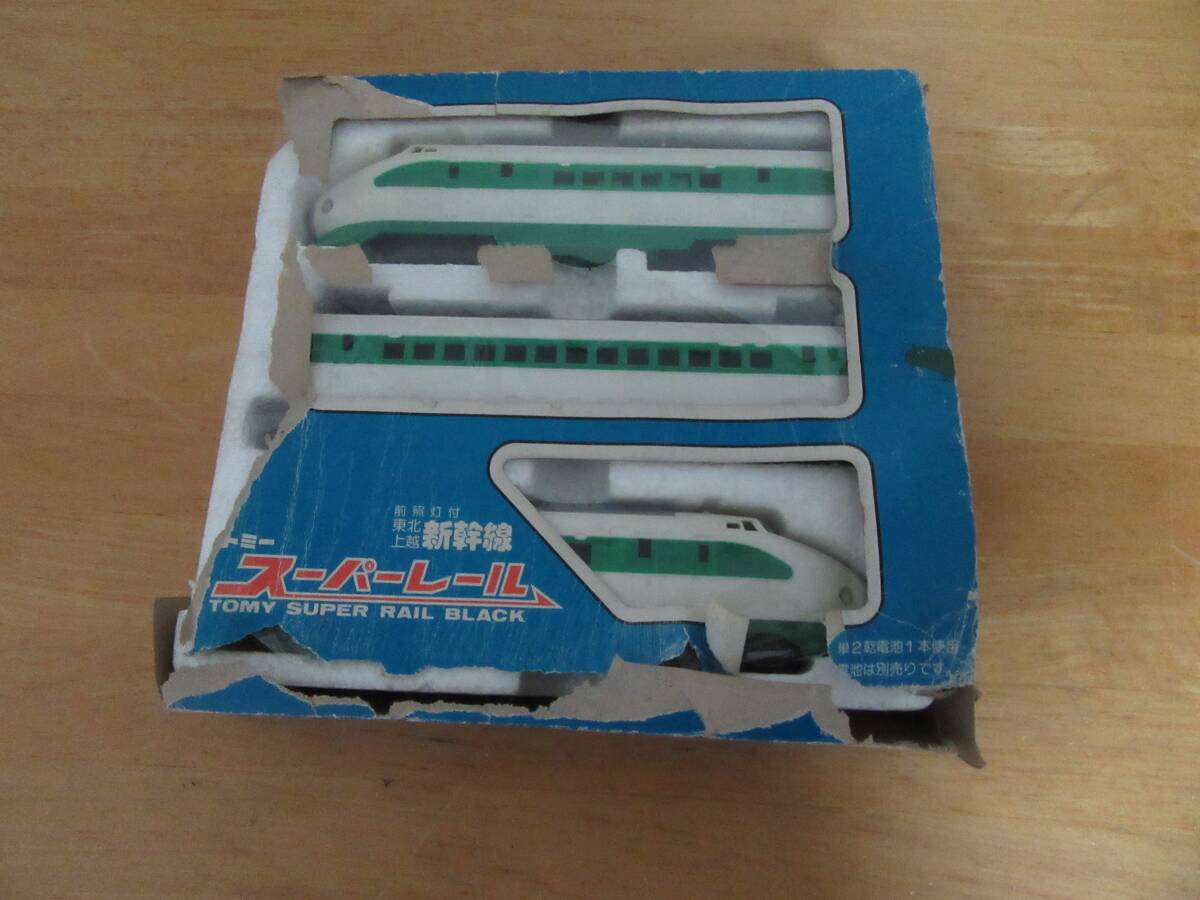 前照灯付
東北
上越 新幹線
トミー
スーパーレール
TOMY SUPER RAIL BLACK
単2乾電池1本使用
電池は別売りです